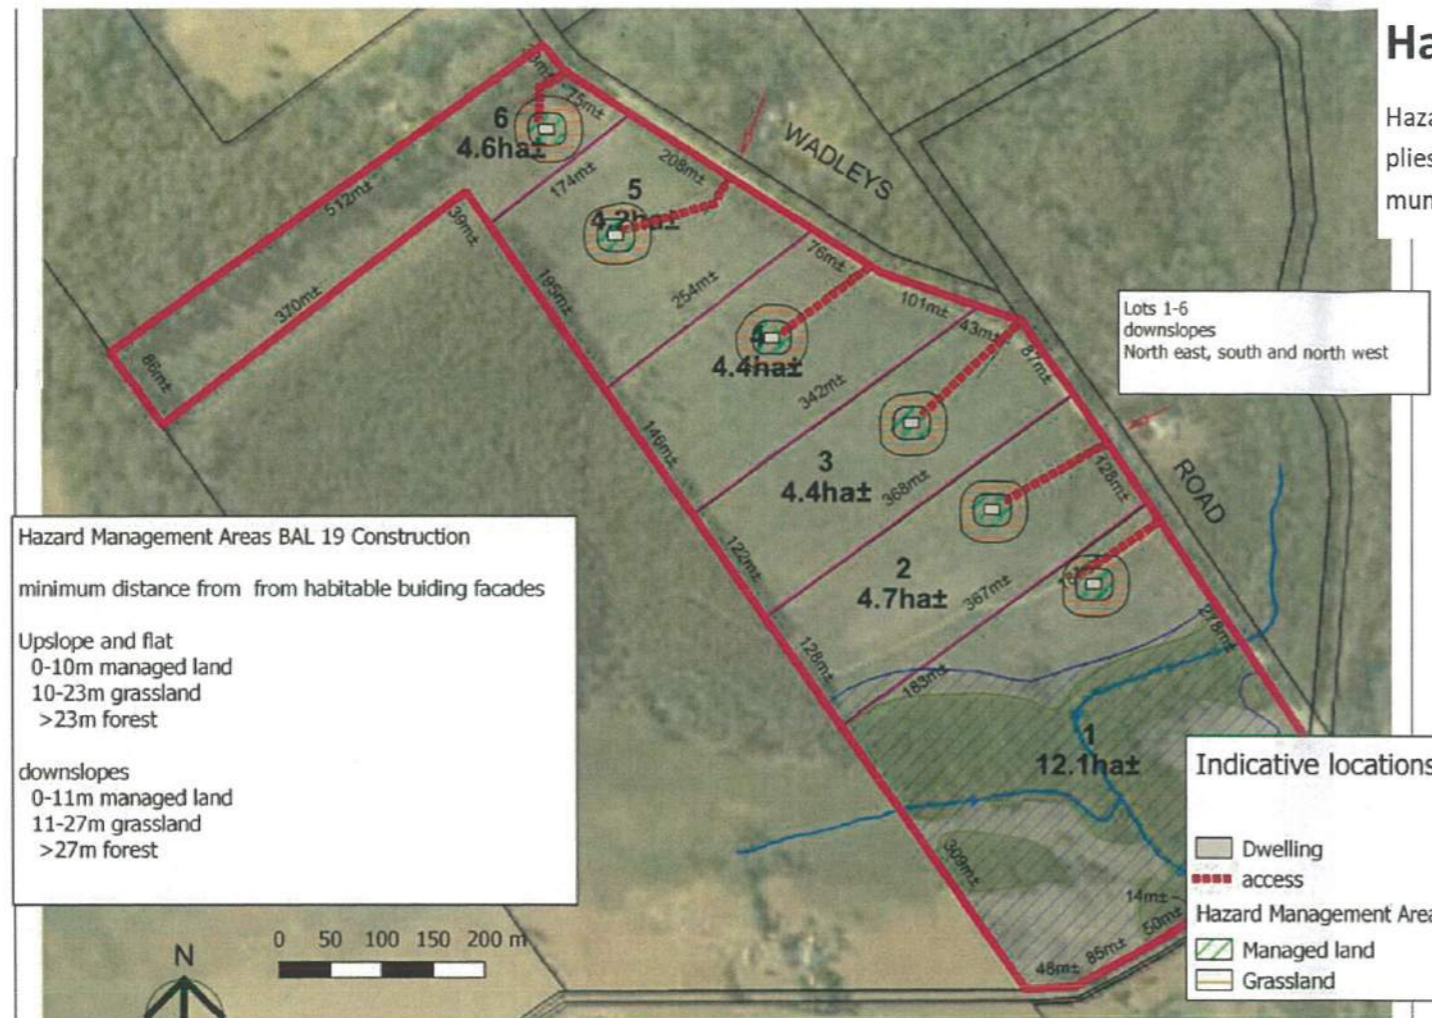 Ha
Haza
plies
mun
Lots 1-6
downslopes
North east, south and north west
WADLEYS
ROAD
6
4.6ha±
75m±
512m±
174m±
208m±
5
4.2ha±
39m±
370m±
86m±
195m±
254m±
76m±
101m±
43m±
87m±
4
4.4ha±
342m±
146m±
3
4.4ha±
368m±
128m±
122m±
2
4.7ha±
367m±
128m±
183m±
278m±
1
12.1ha±
309m±
14m±
50m±
85m±
48m±
Hazard Management Areas BAL 19 Construction
minimum distance from from habitable buiding facades
Upslope and flat
0-10m managed land
10-23m grassland
>23m forest
downslopes
0-11m managed land
11-27m grassland
>27m forest
N
0 50 100 150 200 m
Indicative locations
Dwelling
access
Hazard Management Area
Managed land
Grassland